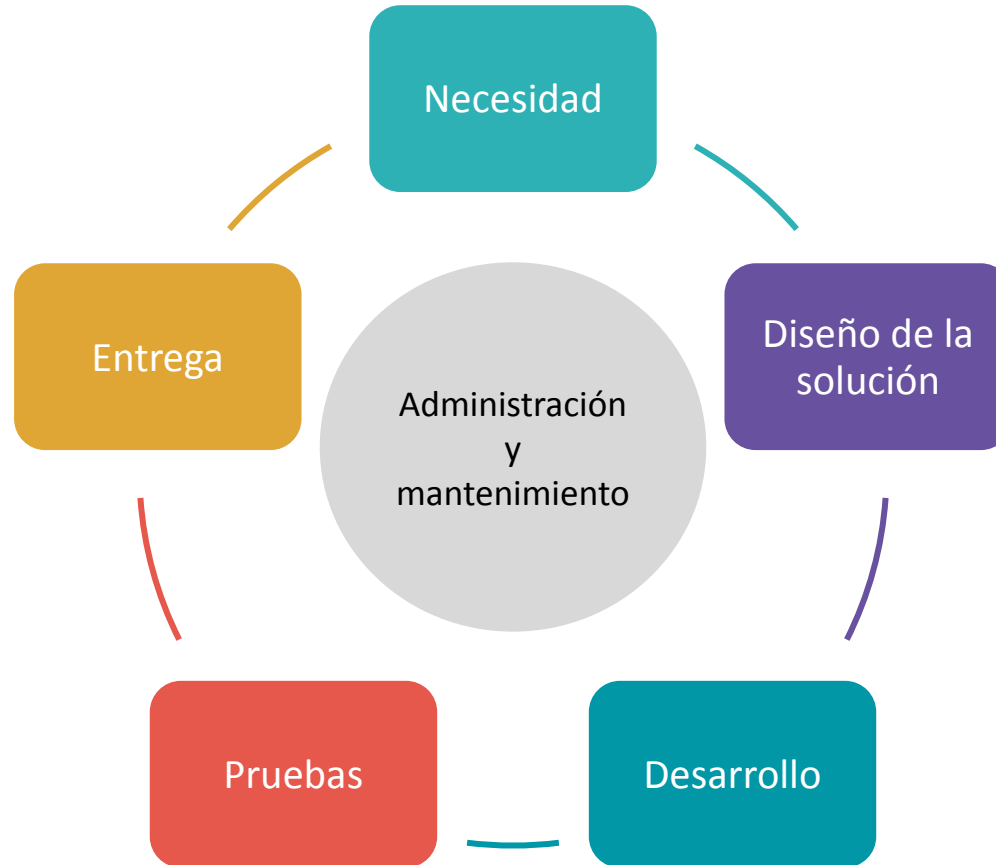 Necesidad
Diseño de la
solución
Desarrollo
Pruebas
Entrega
Administración
y
mantenimiento